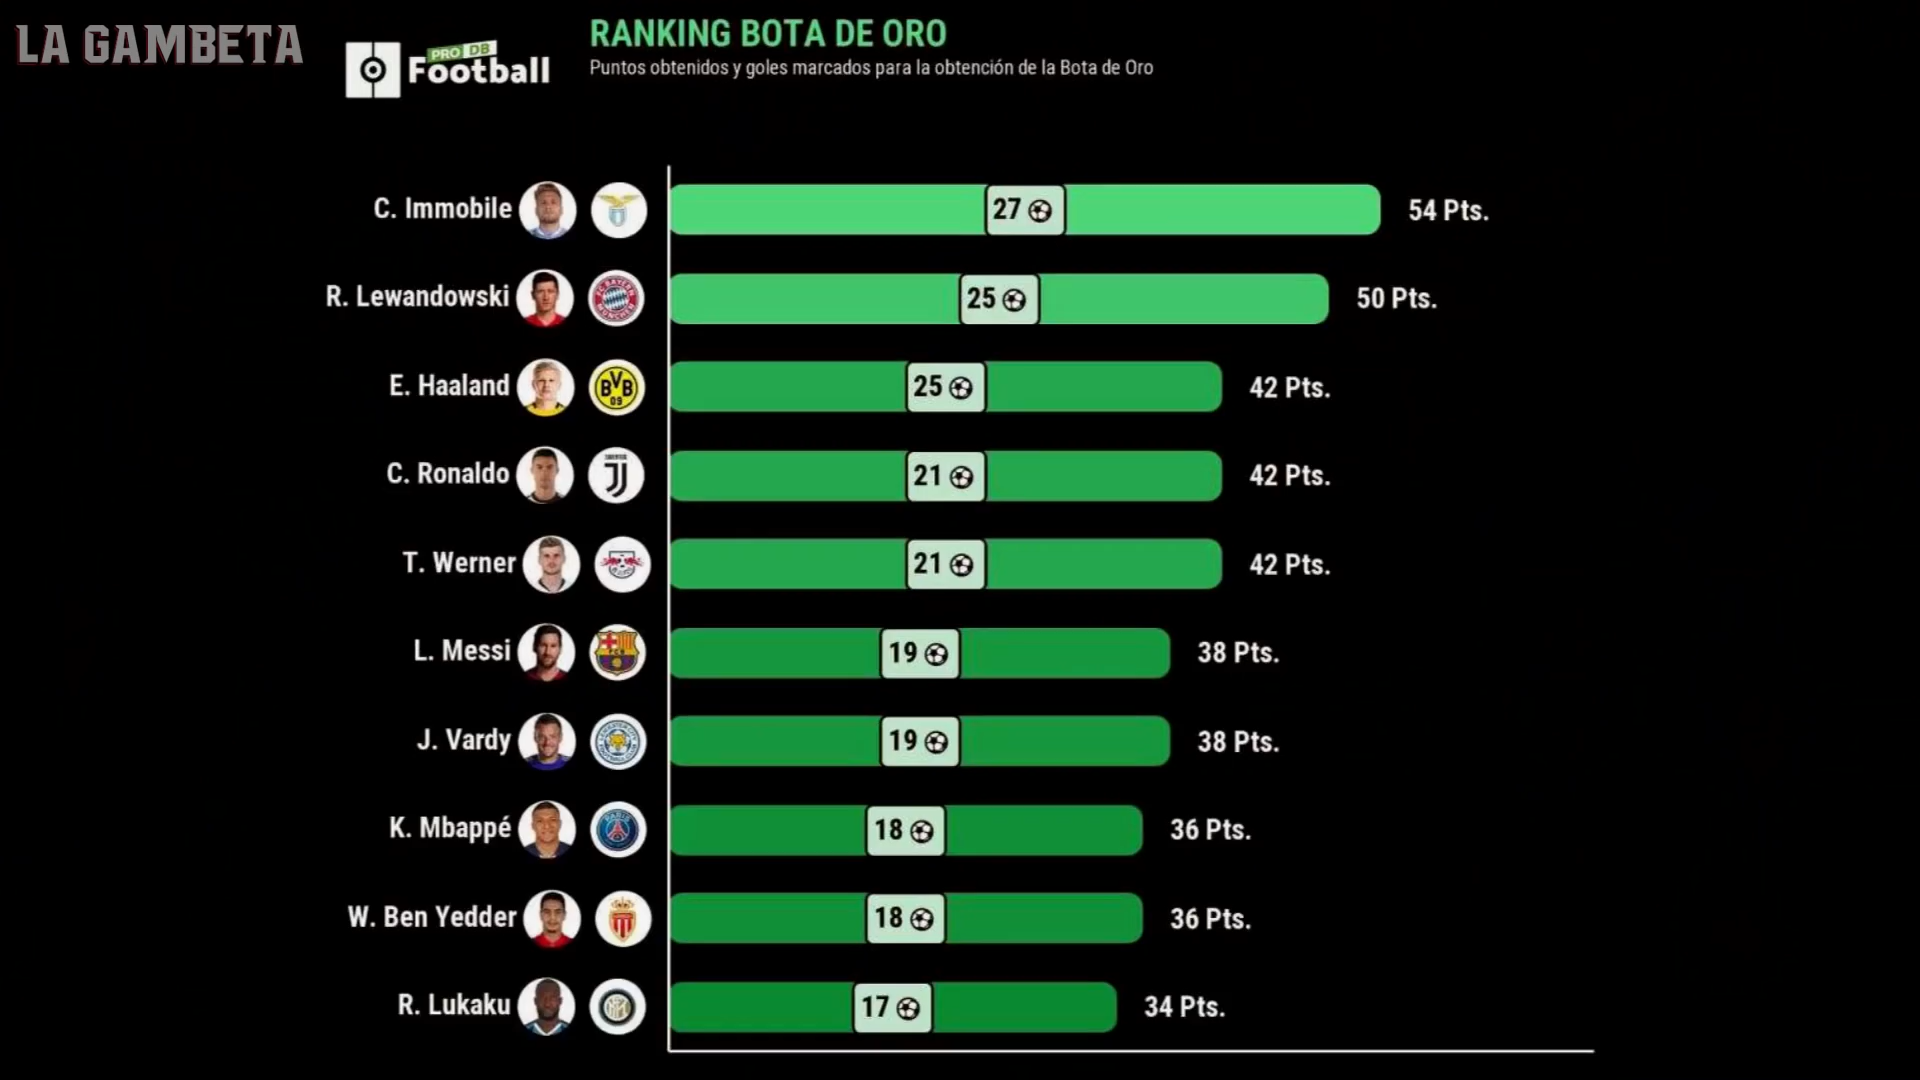 LA GAMBETA
PRO DB
Football
RANKING BOTA DE ORO
Puntos obtenidos y goles marcados para la obtención de la Bota de Oro
C. Immobile 27 54 Pts.
R. Lewandowski 25 50 Pts.
E. Haaland BVB 09 25 42 Pts.
C. Ronaldo 21 42 Pts.
T. Werner 21 42 Pts.
L. Messi 19 38 Pts.
J. Vardy 19 38 Pts.
K. Mbappé PARIS 18 36 Pts.
W. Ben Yedder 18 36 Pts.
R. Lukaku 17 34 Pts.